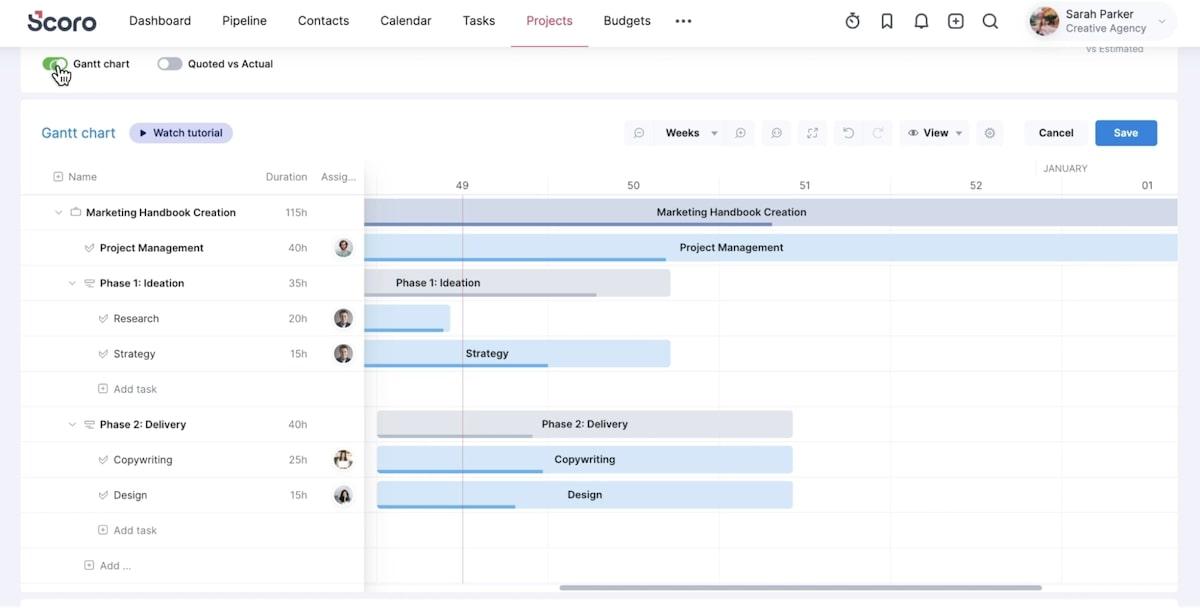 Scoro Dashboard Pipeline Contacts Calendar Tasks Projects Budgets Sarah Parker
Creative Agency
vs Estimated
Gantt chart Quoted vs Actual
Gantt chart Watch tutorial Weeks View Cancel Save
JANUARY
Name Duration Assig... 49 50 51 52 01
Marketing Handbook Creation 115h Marketing Handbook Creation
Project Management 40h Project Management
Phase 1: Ideation 35h Phase 1: Ideation
Research 20h
Strategy 15h Strategy
Add task
Phase 2: Delivery 40h Phase 2: Delivery
Copywriting 25h Copywriting
Design 15h Design
Add task
Add ...